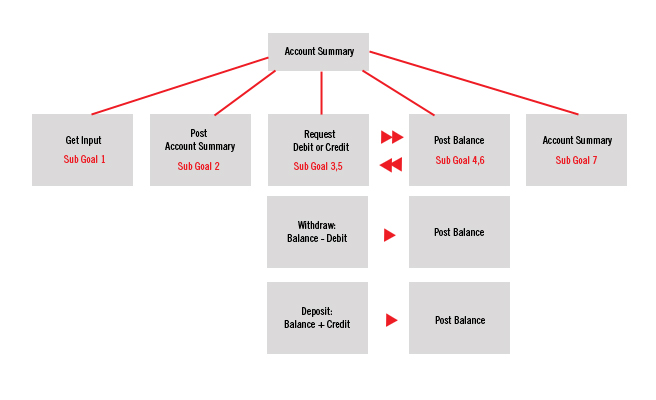 Account Summary
Get Input
Sub Goal 1
Post
Account Summary
Sub Goal 2
Request
Debit or Credit
Sub Goal 3,5
Post Balance
Sub Goal 4,6
Account Summary
Sub Goal 7
Withdraw:
Balance - Debit
Post Balance
Deposit:
Balance + Credit
Post Balance